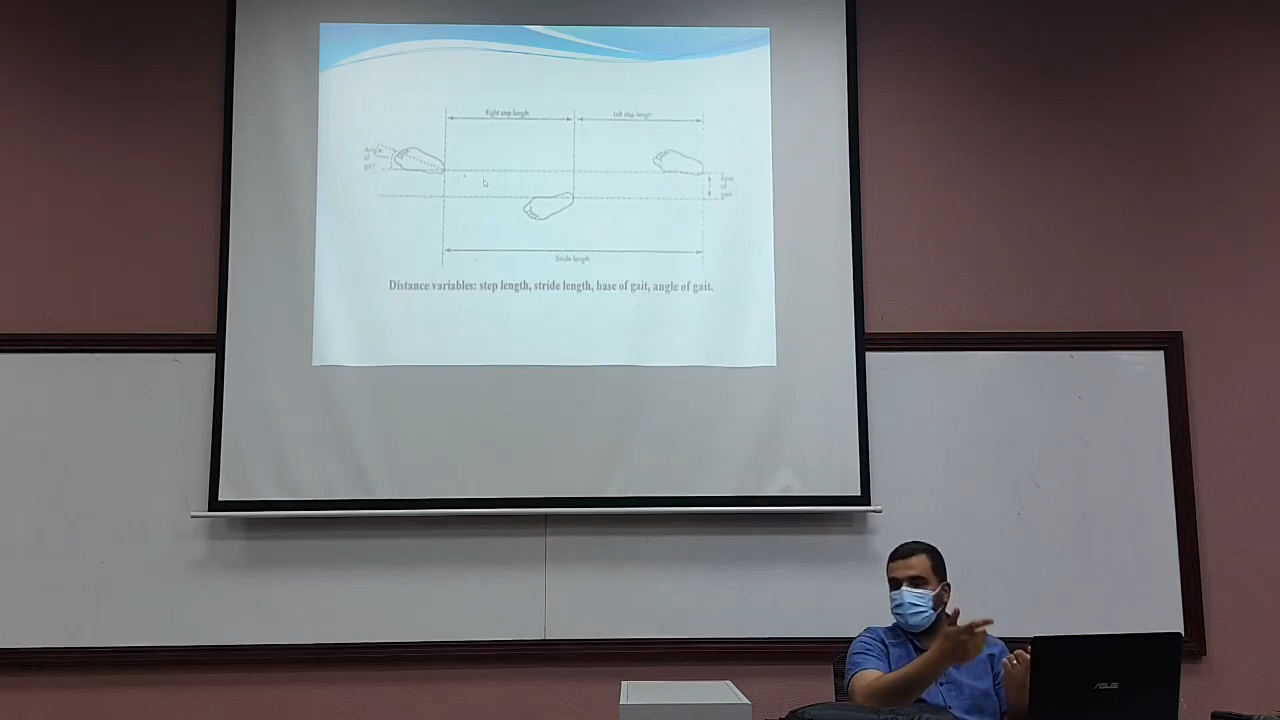 Right step length
Left step length
Angle
of
gait
Base
of
gait
Stride length
Distance variables: step length, stride length, base of gait, angle of gait.
ASUS